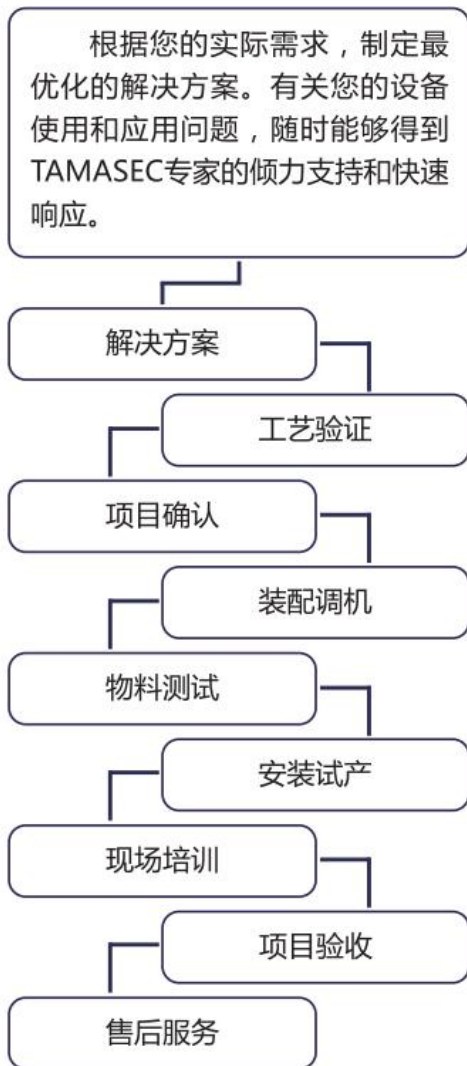 根据您的实际需求，制定最
优化的解决方案。有关您的设备
使用和应用问题，随时能够得到
TAMASEC专家的倾力支持和快速
响应。
解决方案
工艺验证
项目确认
装配调机
物料测试
安装试产
现场培训
项目验收
售后服务